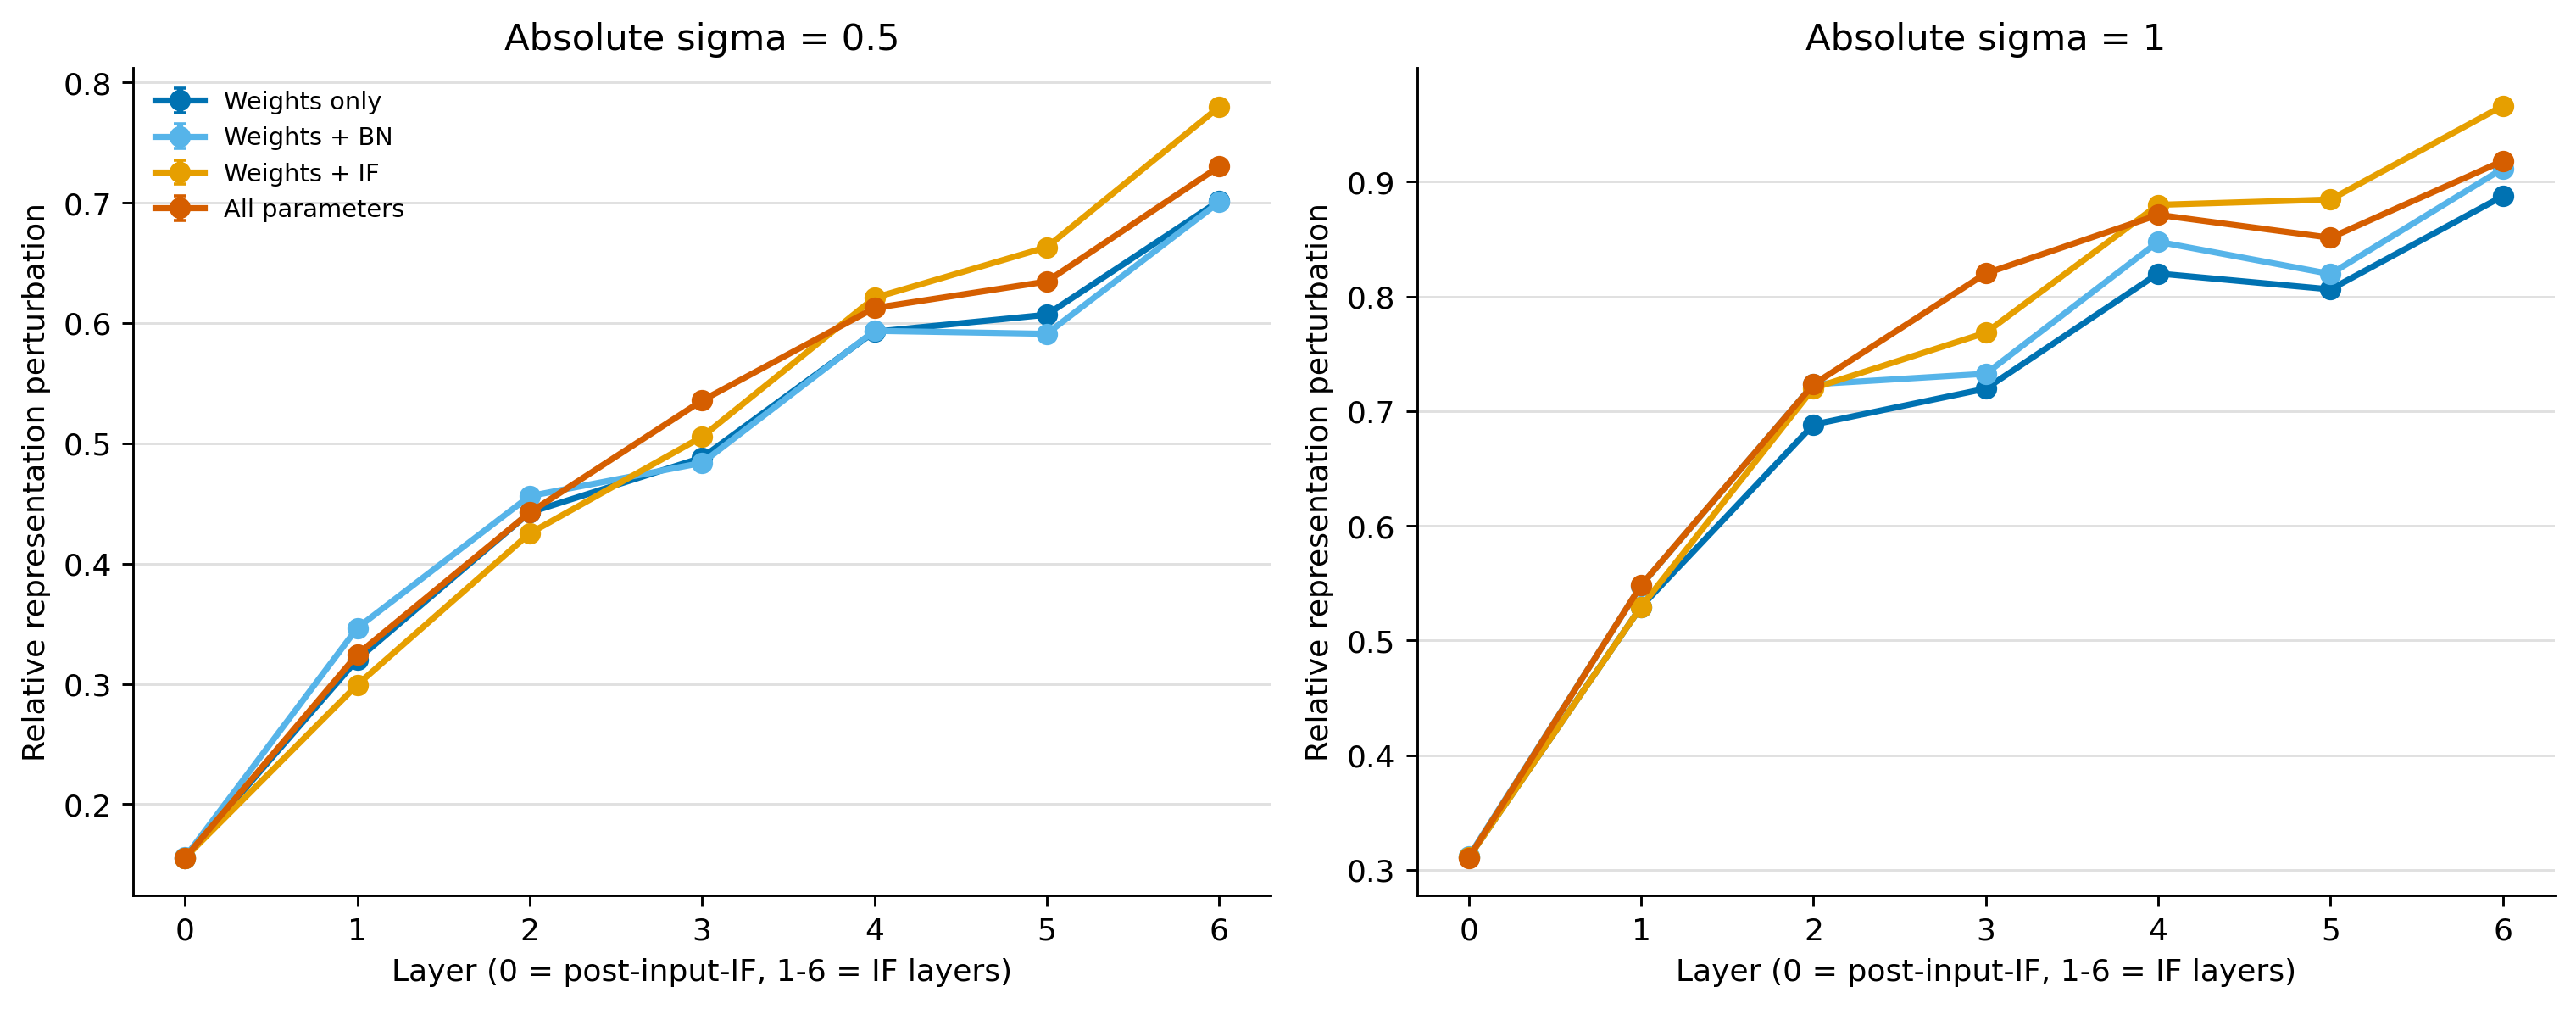 Absolute sigma = 0.5
Relative representation perturbation
0.8
0.7
0.6
0.5
0.4
0.3
0.2
Weights only
Weights + BN
Weights + IF
All parameters
0 1 2 3 4 5 6
Layer (0 = post-input-IF, 1-6 = IF layers)
Absolute sigma = 1
Relative representation perturbation
0.9
0.8
0.7
0.6
0.5
0.4
0.3
0 1 2 3 4 5 6
Layer (0 = post-input-IF, 1-6 = IF layers)